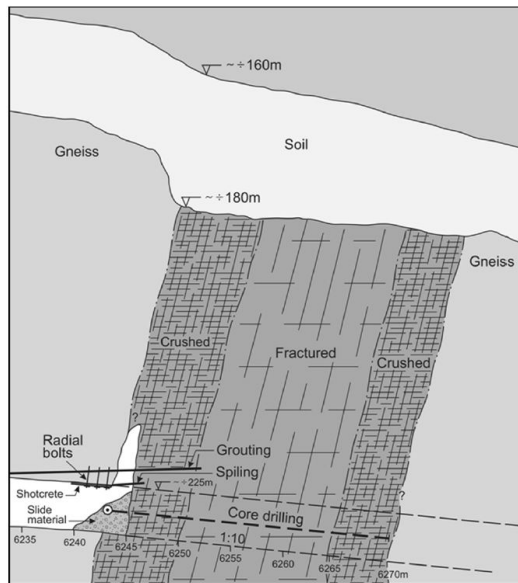 ~ ÷160m
Soil
Gneiss
~ ÷180m
Gneiss
Crushed
Fractured
Crushed
?
Radial
bolts
Grouting
Spiling
Shotcrete
÷225m
?
Slide
material
Core drilling
1:10
6235
6240
6245
6250
6255
6260
6265
6270m